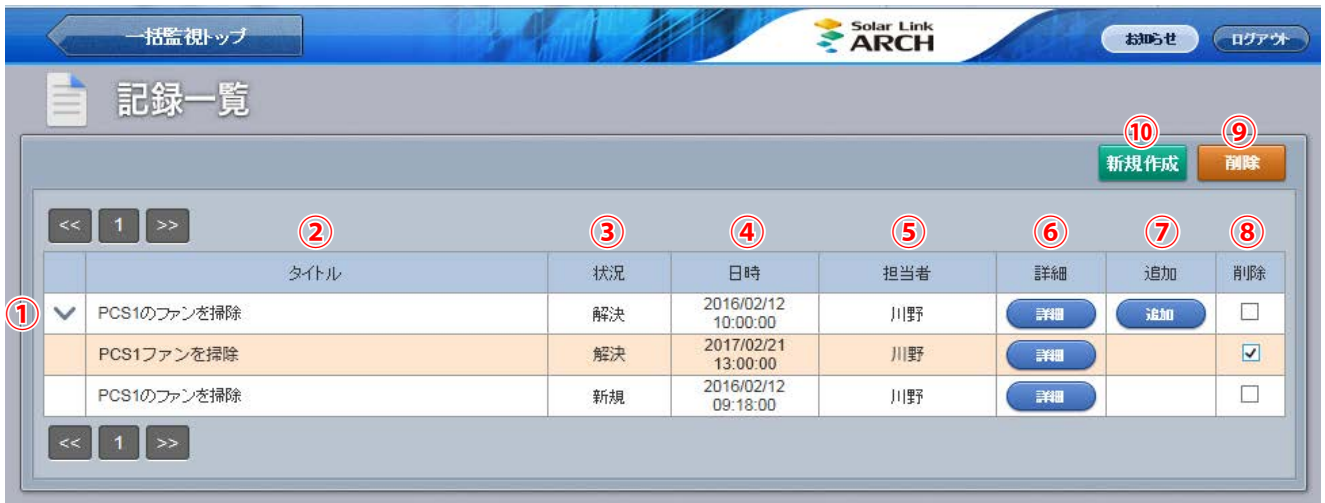 一括監視トップ
Solar Link
ARCH
お知らせ
ログアウト
記録一覧
⑩ ⑨
新規作成 削除
<< 1 >>
② ③ ④ ⑤ ⑥ ⑦ ⑧
タイトル 状況 日時 担当者 詳細 追加 削除
① PCS1のファンを掃除 解決 2016/02/12 10:00:00 川野 詳細 追加
PCS1ファンを掃除 解決 2017/02/21 13:00:00 川野 詳細
PCS1のファンを掃除 新規 2016/02/12 09:18:00 川野 詳細
<< 1 >>